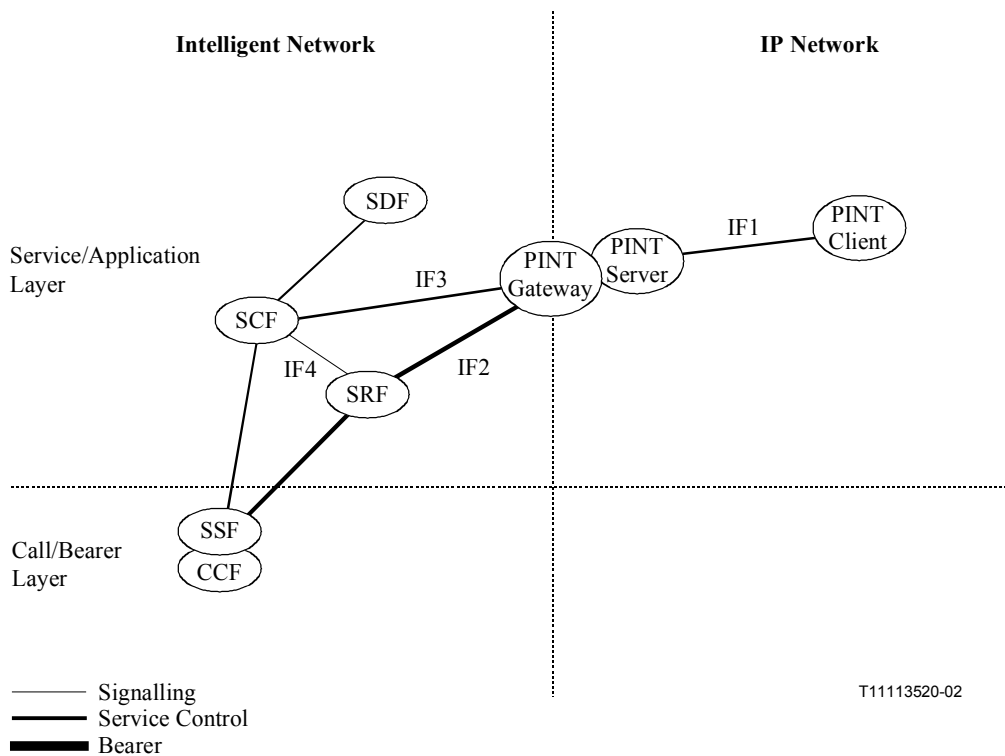 Intelligent Network
IP Network
SDF
PINT
Client
IF1
PINT
Server
PINT
Gateway
Service/Application
Layer
IF3
SCF
IF4
IF2
SRF
SSF
Call/Bearer
Layer
CCF
Signalling
T11113520-02
Service Control
Bearer